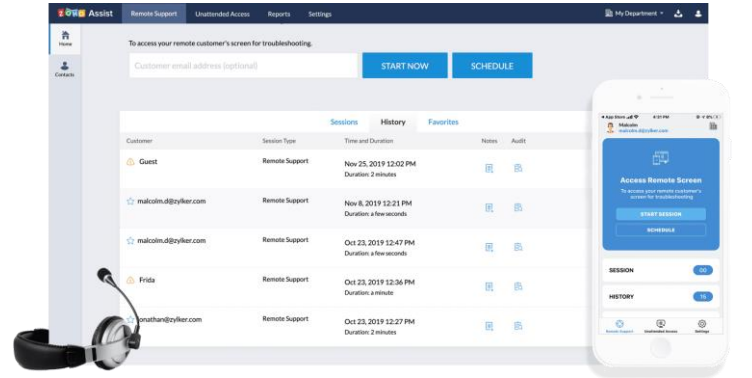 ZOHO Assist
Remote Support
Unattended Access
Reports
Settings
My Department
Home
Contacts
To access your remote customer's screen for troubleshooting.
Customer email address (optional)
START NOW
SCHEDULE
Sessions
History
Favorites
Customer
Session Type
Time and Duration
Notes
Audit
Guest
Remote Support
Nov 25, 2019 12:02 PM
Duration: 2 minutes
malcolm.d@zylker.com
Remote Support
Nov 8, 2019 12:21 PM
Duration: a few seconds
malcolm.d@zylker.com
Remote Support
Oct 23, 2019 12:47 PM
Duration: a few seconds
Frida
Remote Support
Oct 23, 2019 12:36 PM
Duration: a minute
jonathan@zylker.com
Remote Support
Oct 23, 2019 12:27 PM
Duration: 2 minutes
App Store
4:21 PM
Malcolm
malcolm.d@zylker.com
Access Remote Screen
To access your remote customer's
screen for troubleshooting
START SESSION
SCHEDULE
SESSION
00
HISTORY
15
Remote Support
Unattended Access
Settings